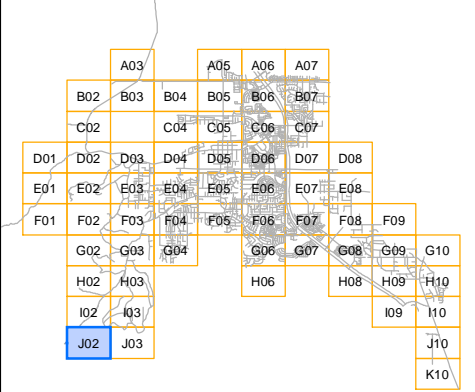 A03 A05 A06 A07
B02 B03 B04 B05 B06 B07
C02 C04 C05 C06 C07
D01 D02 D03 D04 D05 D06 D07 D08
E01 E02 E03 E04 E05 E06 E07 E08
F01 F02 F03 F04 F05 F06 F07 F08 F09
G02 G03 G04 G06 G07 G08 G09 G10
H02 H03 H06 H08 H09 H10
I02 I03 I09 I10
J02 J03 J10
K10